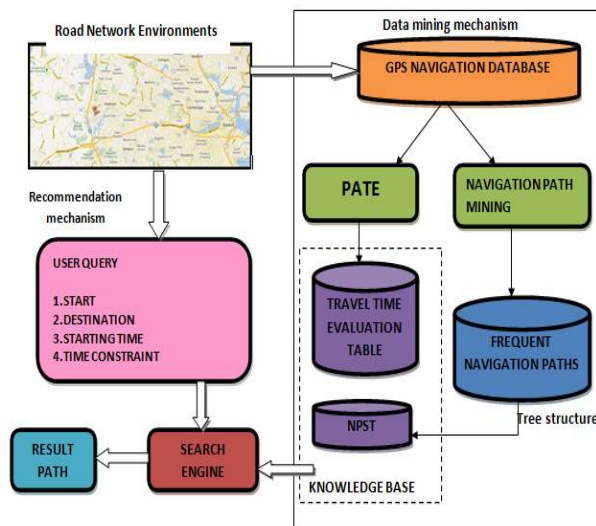 Road Network Environments
Data mining mechanism
GPS NAVIGATION DATABASE
PATE
NAVIGATION PATH
MINING
Recommendation
mechanism
USER QUERY
1.START
2.DESTINATION
3.STARTING TIME
4.TIME CONSTRAINT
TRAVEL TIME
EVALUATION
TABLE
FREQUENT
NAVIGATION PATHS
NPST
Tree structure
RESULT
PATH
SEARCH
ENGINE
KNOWLEDGE BASE